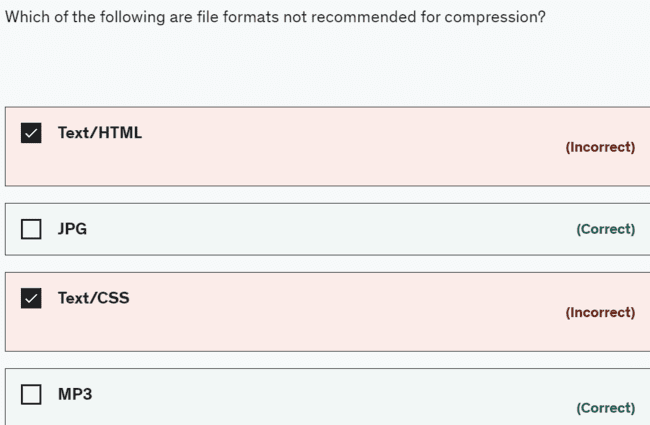 Which of the following are file formats not recommended for compression?
Text/HTML
(Incorrect)
JPG
(Correct)
Text/CSS
(Incorrect)
MP3
(Correct)